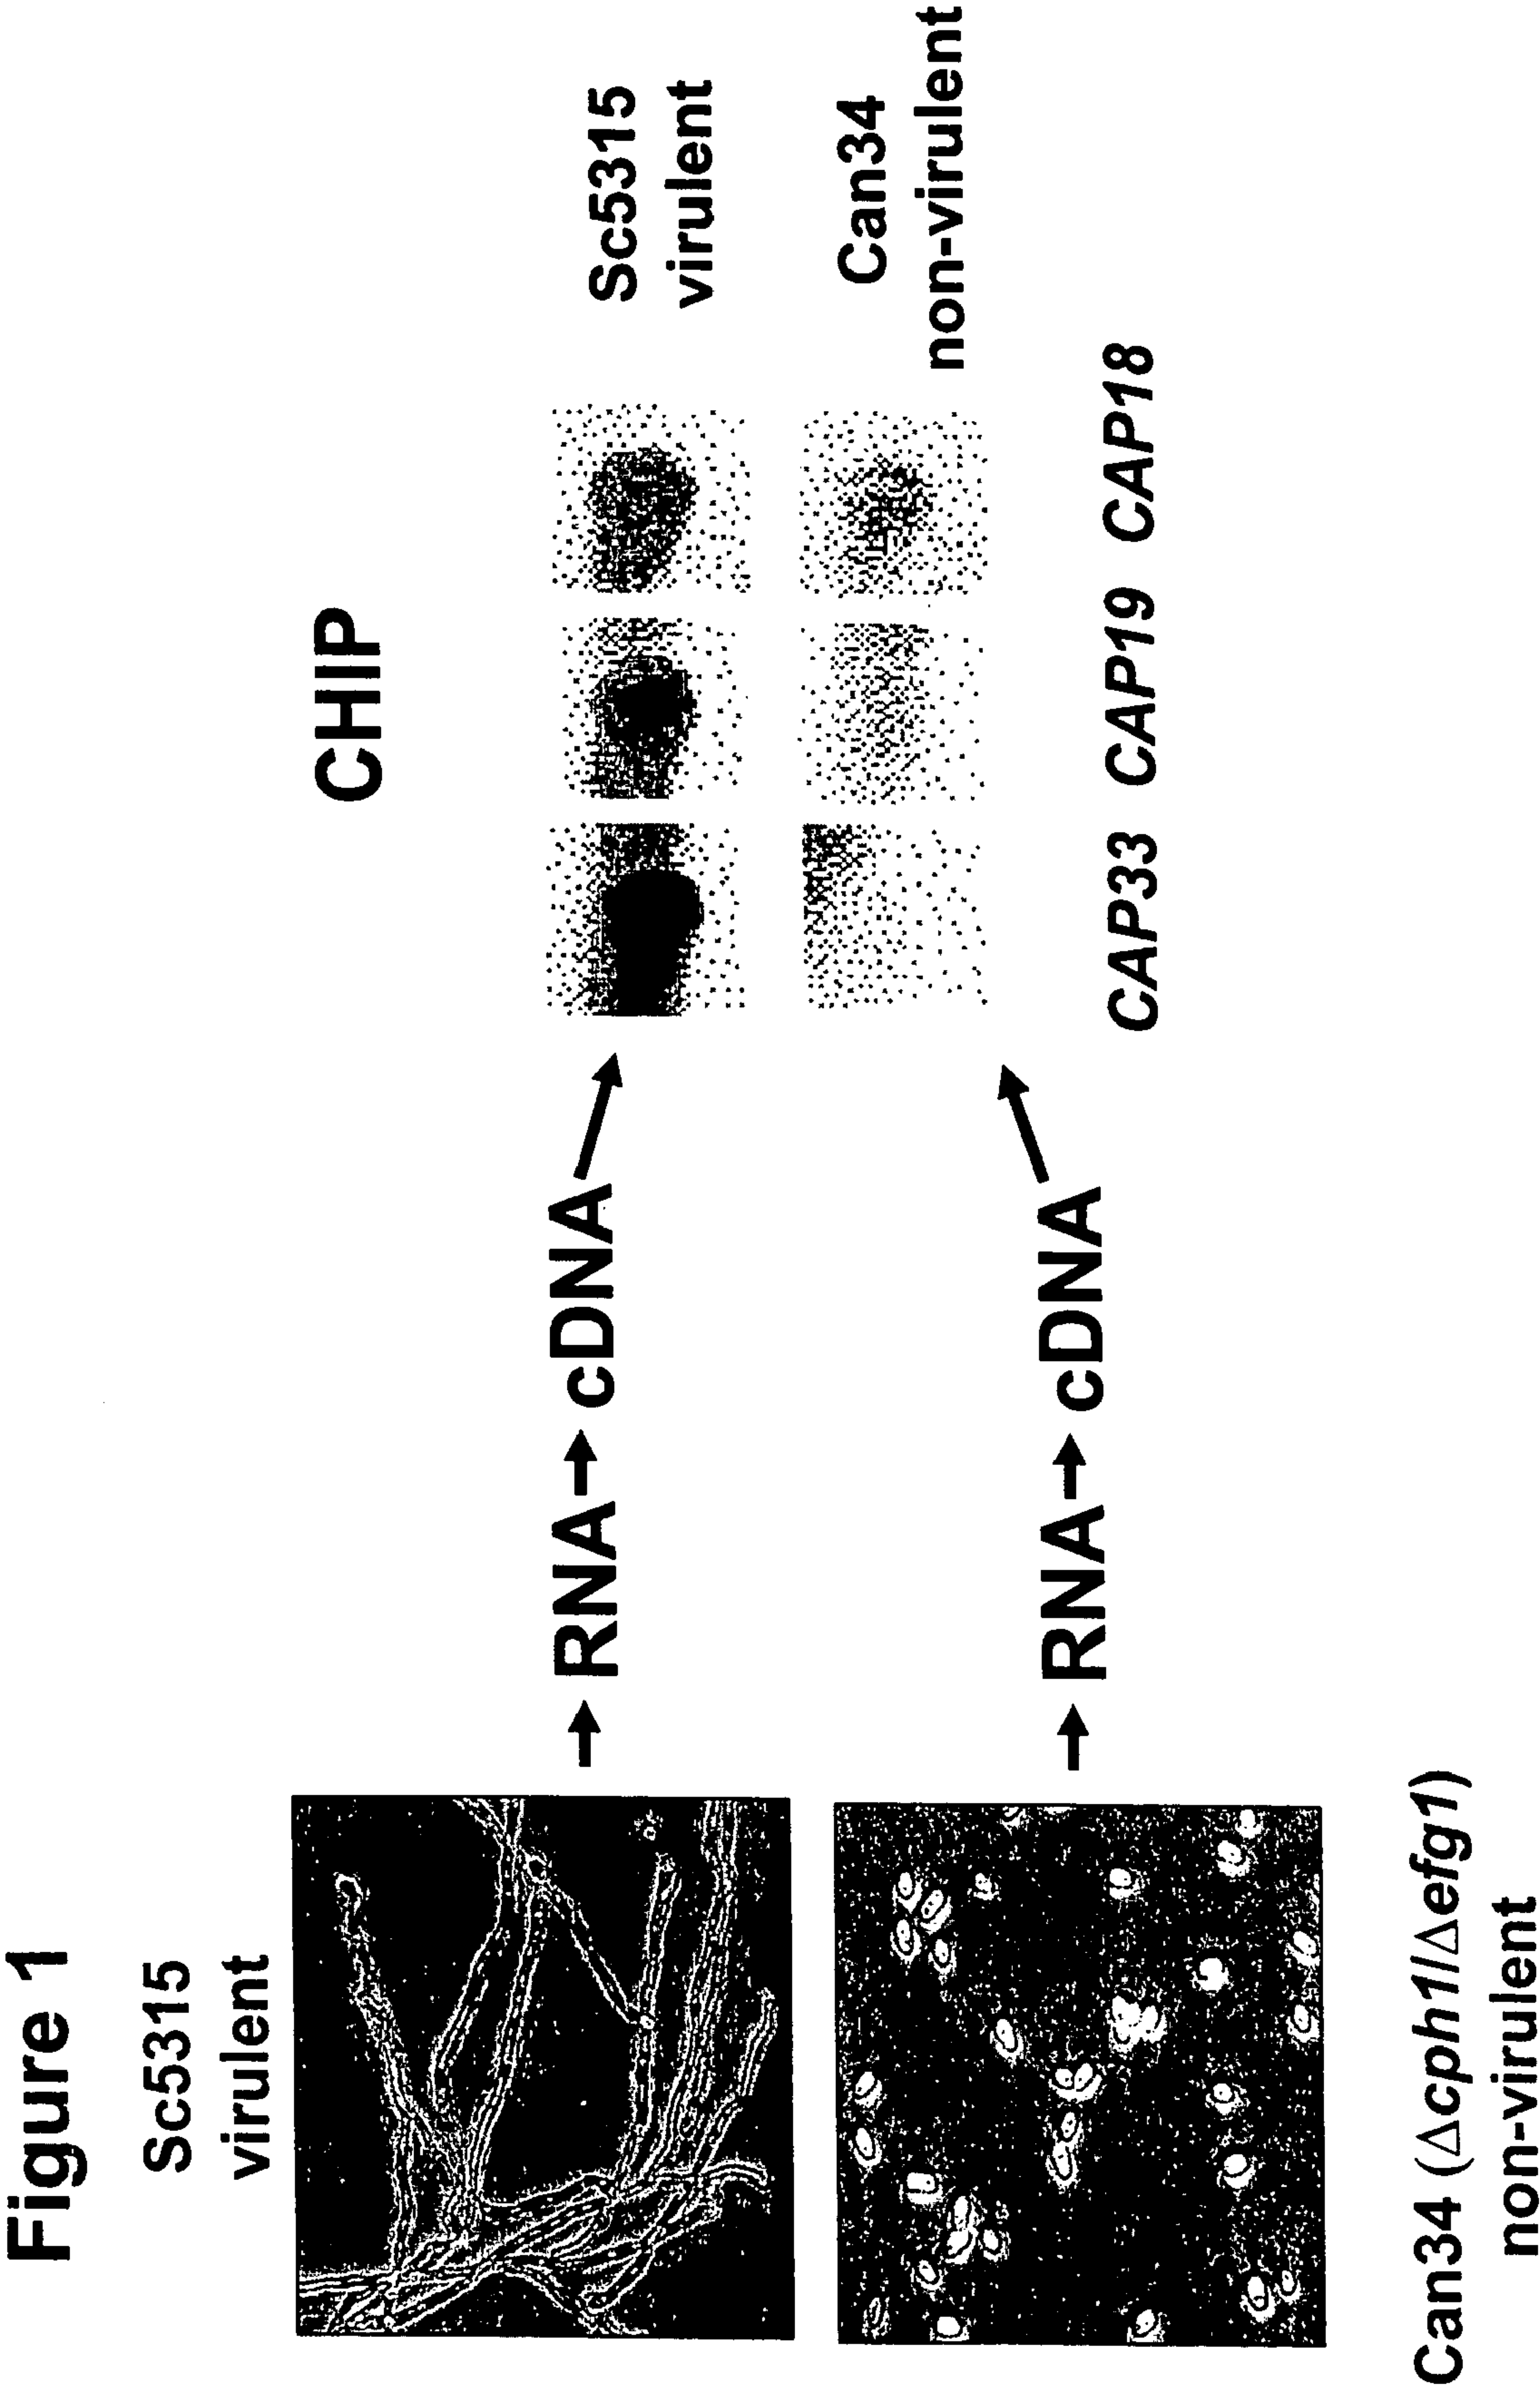 Figure 1
Sc5315
virulent
CHIP
RNA
cDNA
Sc5315
virulent
RNA
cDNA
Can34
non-virulent
CAP33 CAP19 CAP18
Can34 (Δcph1/Δefg1)
non-virulent